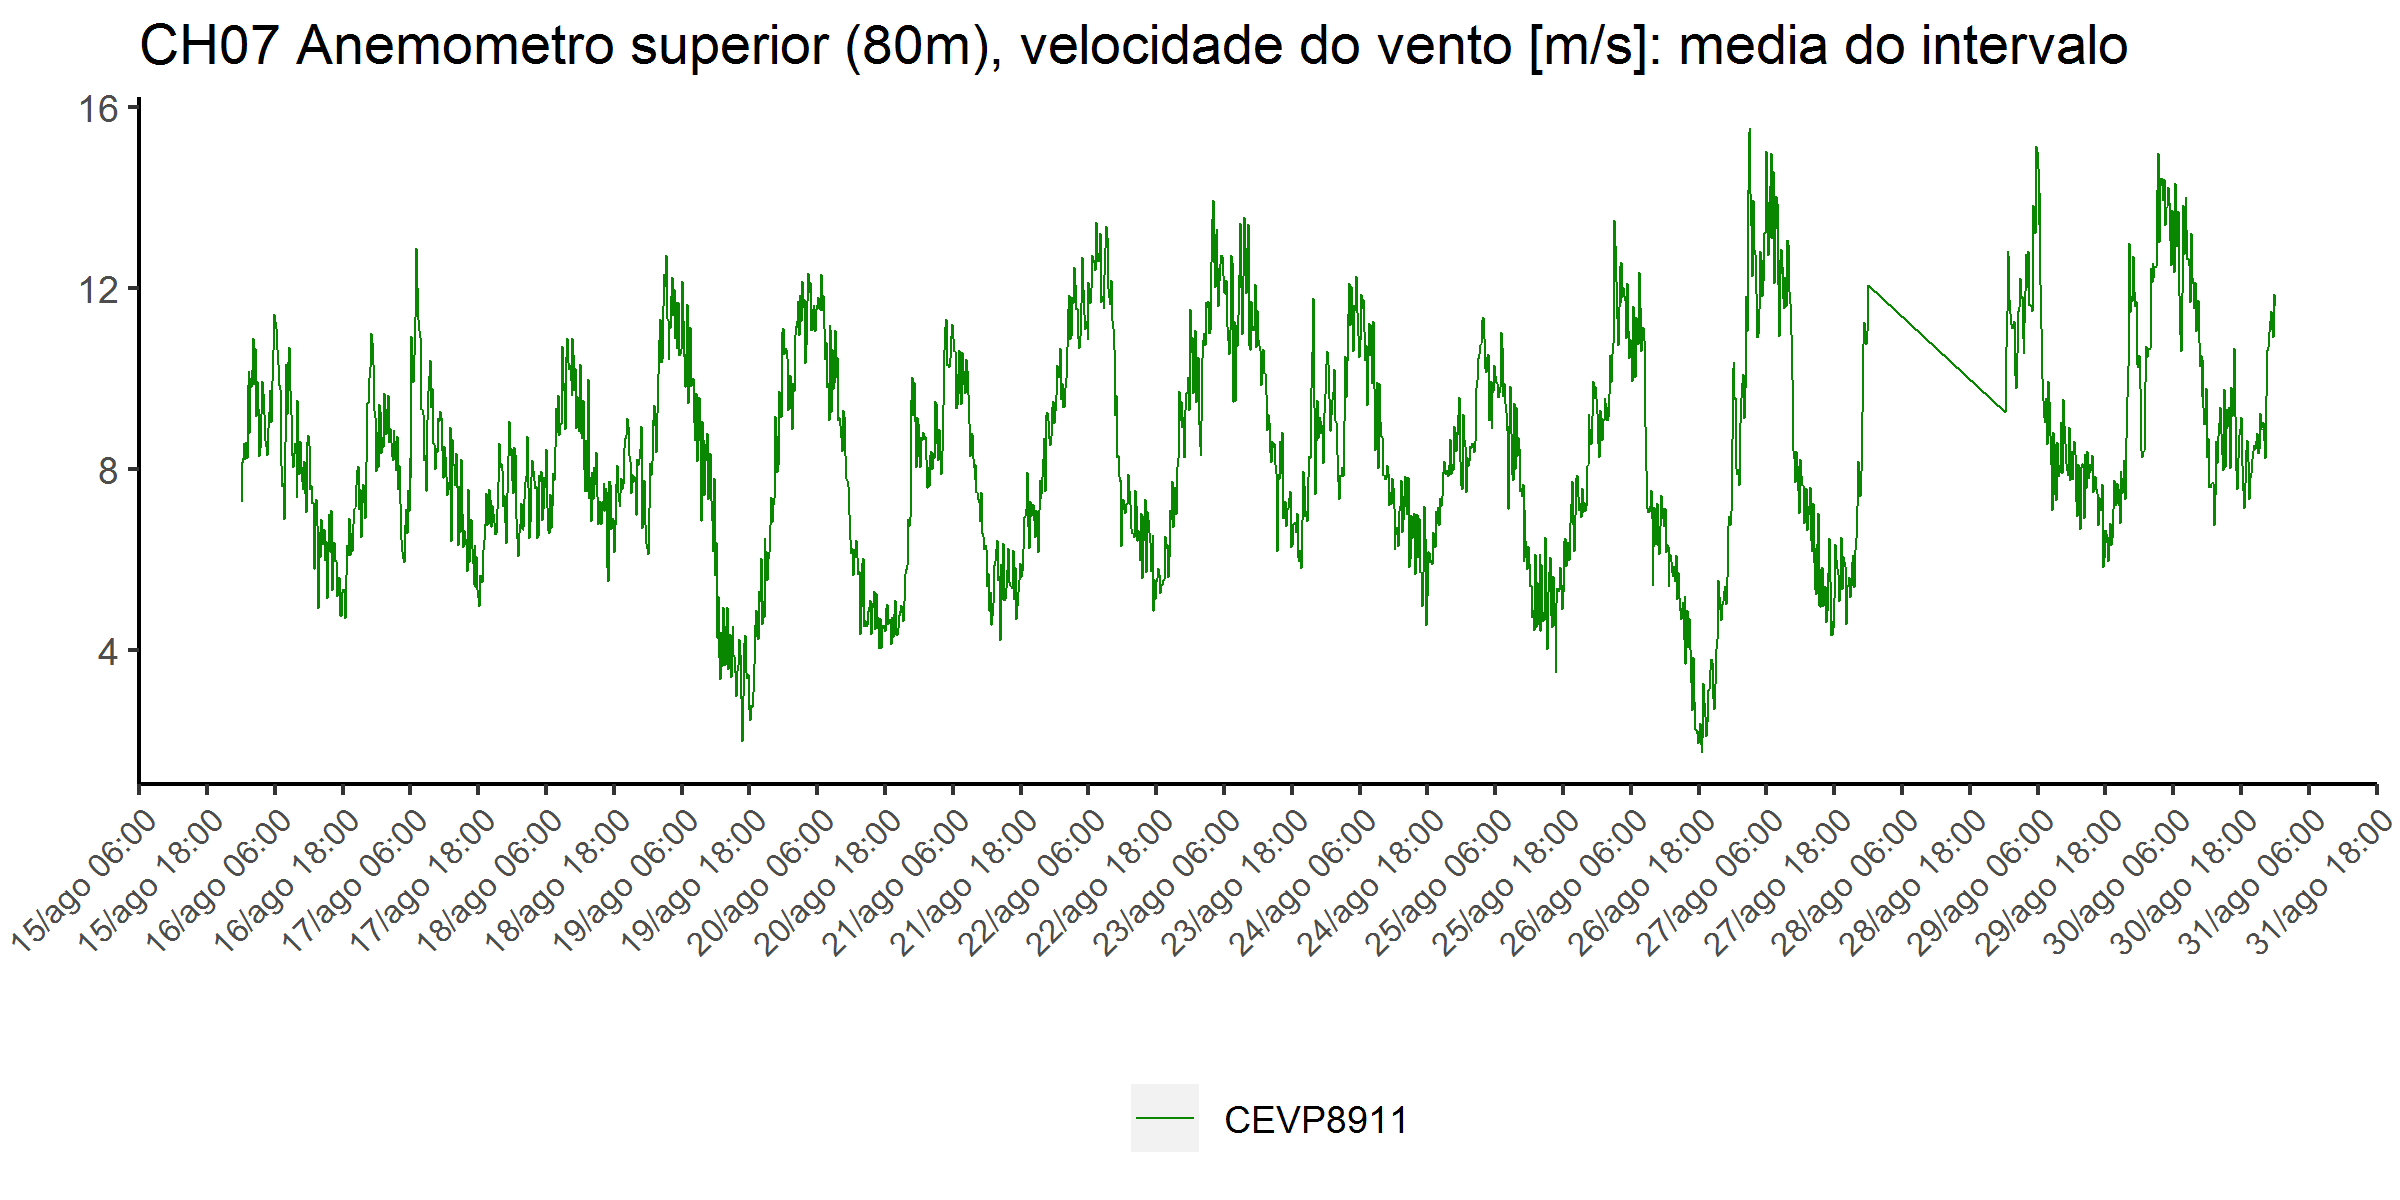 CH07 Anemometro superior (80m), velocidade do vento [m/s]: media do intervalo
16
12
8
4
15/ago 06:00
15/ago 18:00
16/ago 06:00
16/ago 18:00
17/ago 06:00
17/ago 18:00
18/ago 06:00
18/ago 18:00
19/ago 06:00
19/ago 18:00
20/ago 06:00
20/ago 18:00
21/ago 06:00
21/ago 18:00
22/ago 06:00
22/ago 18:00
23/ago 06:00
23/ago 18:00
24/ago 06:00
24/ago 18:00
25/ago 06:00
25/ago 18:00
26/ago 06:00
26/ago 18:00
27/ago 06:00
27/ago 18:00
28/ago 06:00
28/ago 18:00
29/ago 06:00
29/ago 18:00
30/ago 06:00
30/ago 18:00
31/ago 06:00
31/ago 18:00
CEVP8911